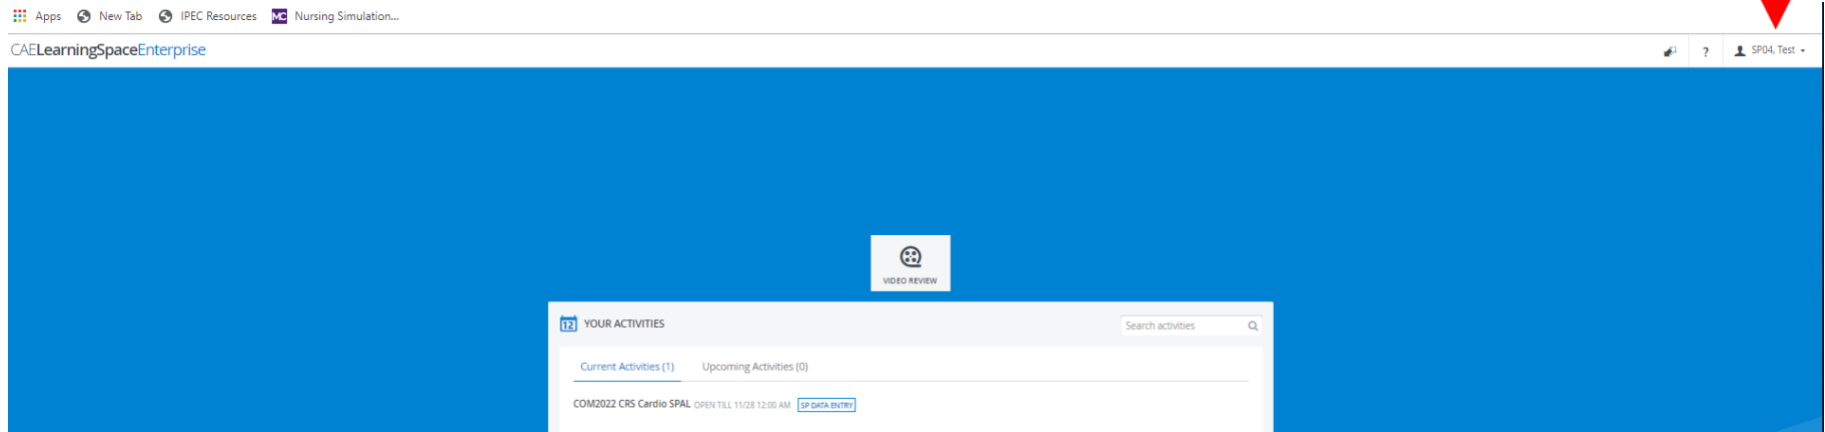 Apps New Tab IPEC Resources MC Nursing Simulation...
CAELearningSpaceEnterprise ? SP04, Test
VIDEO REVIEW
12 YOUR ACTIVITIES Search activities
Current Activities (1) Upcoming Activities (0)
COM2022 CRS Cardio SPAL OPEN TILL 11/28 12:00 AM SP DATA ENTRY